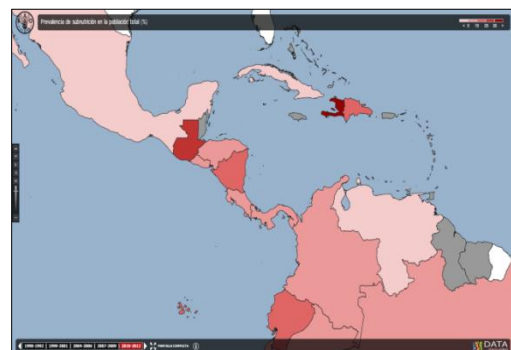 Prevalencia de subnutrición en la población total (%)
1990-1992 | 1999-2001 | 2004-2006 | 2007-2009 | 2010-2012 PANTALLA COMPLETA
DATA